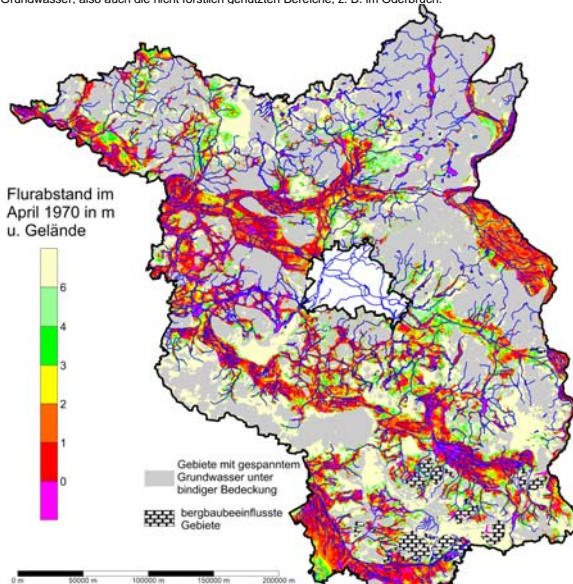 Grundwasser, also auch die nicht forstlich genutzten Bereiche, z. B. im Oderbruch.
Flurabstand im
April 1970 in m
u. Gelände
6
4
3
2
1
0
Gebiete mit gespanntem
Grundwasser unter
bindiger Bedeckung
bergbaubeeinflusste
Gebiete
0 m
50000 m
100000 m
150000 m
200000 m